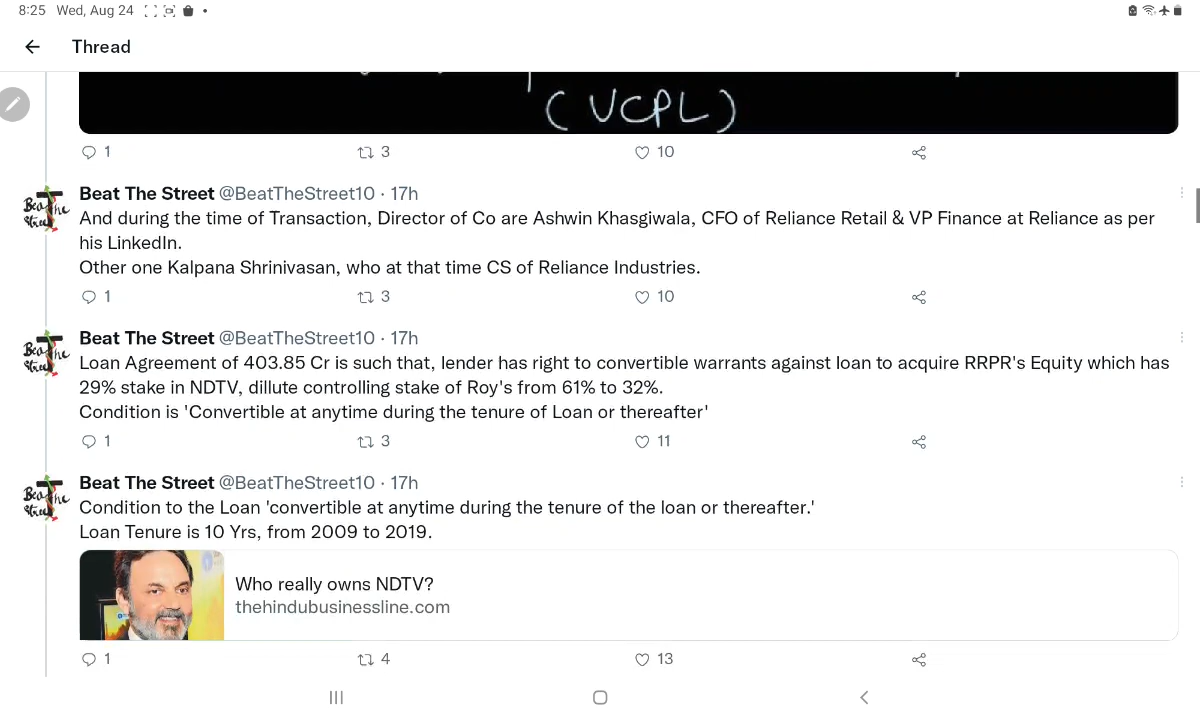 8:25 Wed, Aug 24
Thread
(VCPL)
1 3 10
Beat The Street @BeatTheStreet10 · 17h
And during the time of Transaction, Director of Co are Ashwin Khasgiwala, CFO of Reliance Retail & VP Finance at Reliance as per
his LinkedIn.
Other one Kalpana Shrinivasan, who at that time CS of Reliance Industries.
1 3 10
Beat The Street @BeatTheStreet10 · 17h
Loan Agreement of 403.85 Cr is such that, lender has right to convertible warrants against loan to acquire RRPR's Equity which has
29% stake in NDTV, dillute controlling stake of Roy's from 61% to 32%.
Condition is 'Convertible at anytime during the tenure of Loan or thereafter'
1 3 11
Beat The Street @BeatTheStreet10 · 17h
Condition to the Loan 'convertible at anytime during the tenure of the loan or thereafter.'
Loan Tenure is 10 Yrs, from 2009 to 2019.
Who really owns NDTV?
thehindubusinessline.com
1 4 13